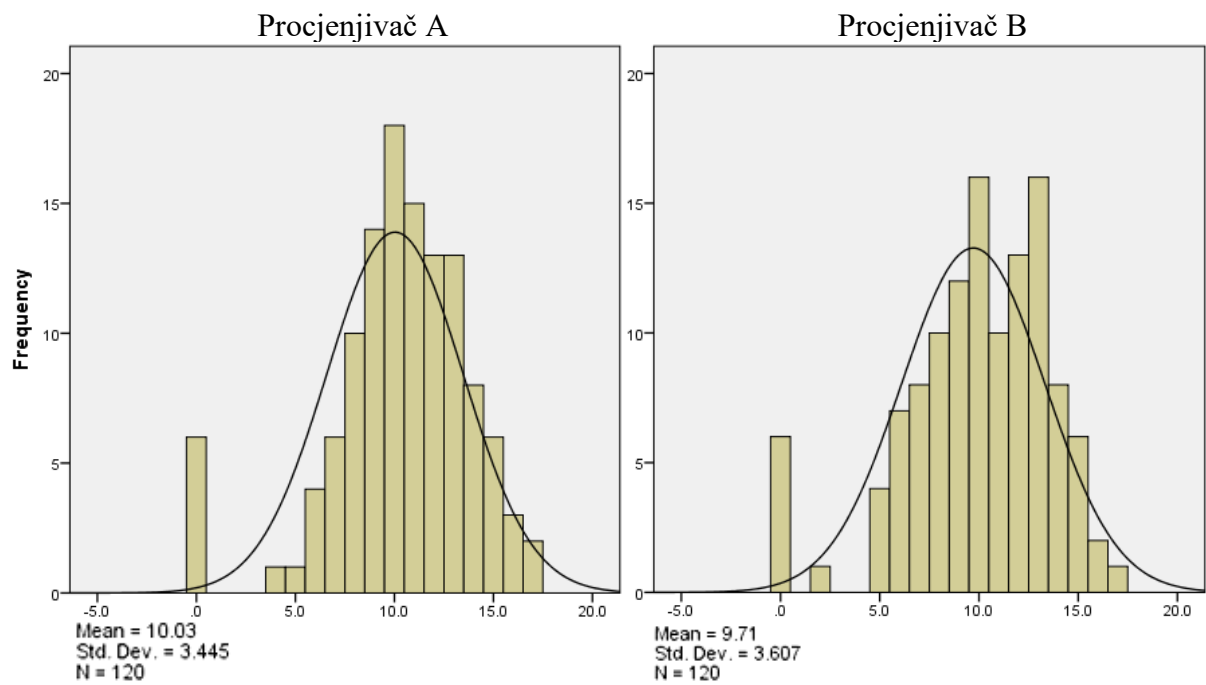 Procjenjivač A
20
15
10
5
0
Frequency
-5.0 .0 5.0 10.0 15.0 20.0
Mean = 10.03
Std. Dev. = 3.445
N = 120
Procjenjivač B
20
15
10
5
0
-5.0 .0 5.0 10.0 15.0 20.0
Mean = 9.71
Std. Dev. = 3.607
N = 120